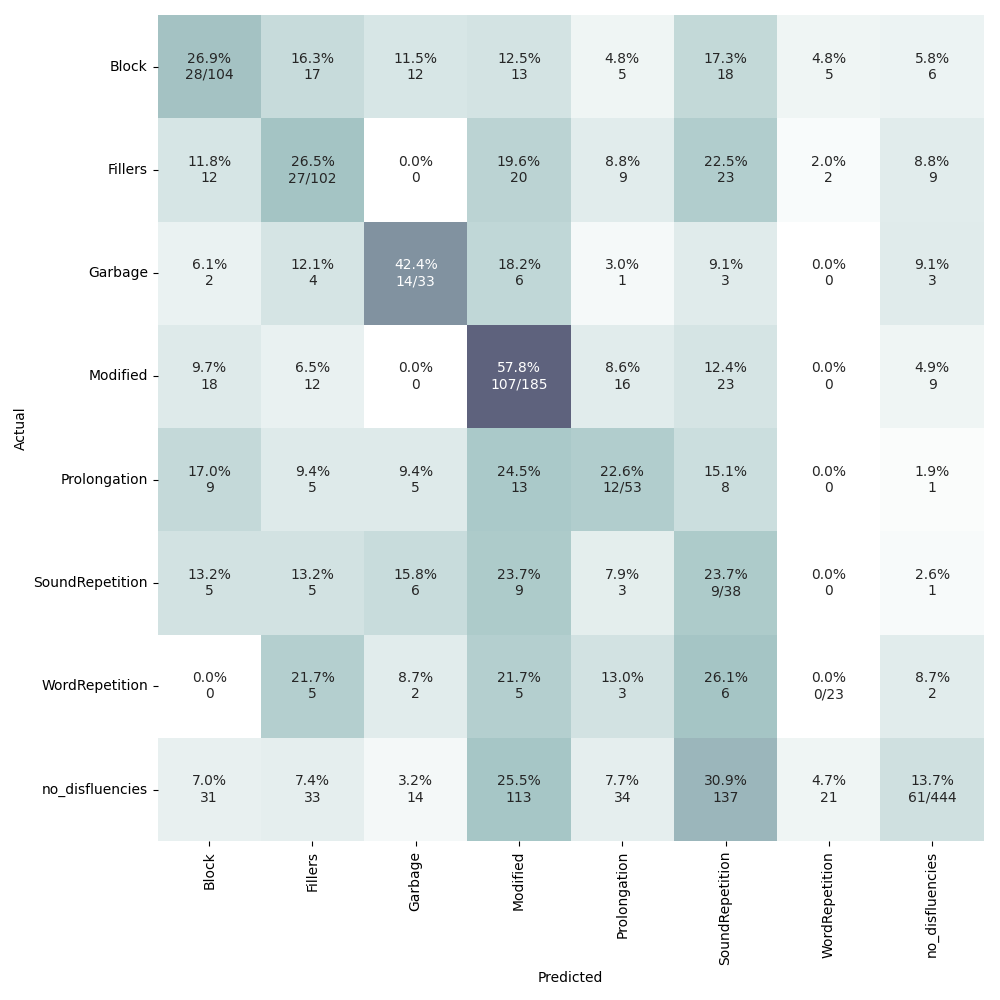 Block 26.9% 16.3% 11.5% 12.5% 4.8% 17.3% 4.8% 5.8%
28/104 17 12 13 5 18 5 6
Fillers 11.8% 26.5% 0.0% 19.6% 8.8% 22.5% 2.0% 8.8%
12 27/102 0 20 9 23 2 9
Garbage 6.1% 12.1% 42.4% 18.2% 3.0% 9.1% 0.0% 9.1%
2 4 14/33 6 1 3 0 3
Modified 9.7% 6.5% 0.0% 57.8% 8.6% 12.4% 0.0% 4.9%
18 12 0 107/185 16 23 0 9
Actual
Prolongation 17.0% 9.4% 9.4% 24.5% 22.6% 15.1% 0.0% 1.9%
9 5 5 13 12/53 8 0 1
SoundRepetition 13.2% 13.2% 15.8% 23.7% 7.9% 23.7% 0.0% 2.6%
5 5 6 9 3 9/38 0 1
WordRepetition 0.0% 21.7% 8.7% 21.7% 13.0% 26.1% 0.0% 8.7%
0 5 2 5 3 6 0/23 2
no_disfluencies 7.0% 7.4% 3.2% 25.5% 7.7% 30.9% 4.7% 13.7%
31 33 14 113 34 137 21 61/444
Block Fillers Garbage Modified Prolongation SoundRepetition WordRepetition no_disfluencies
Predicted